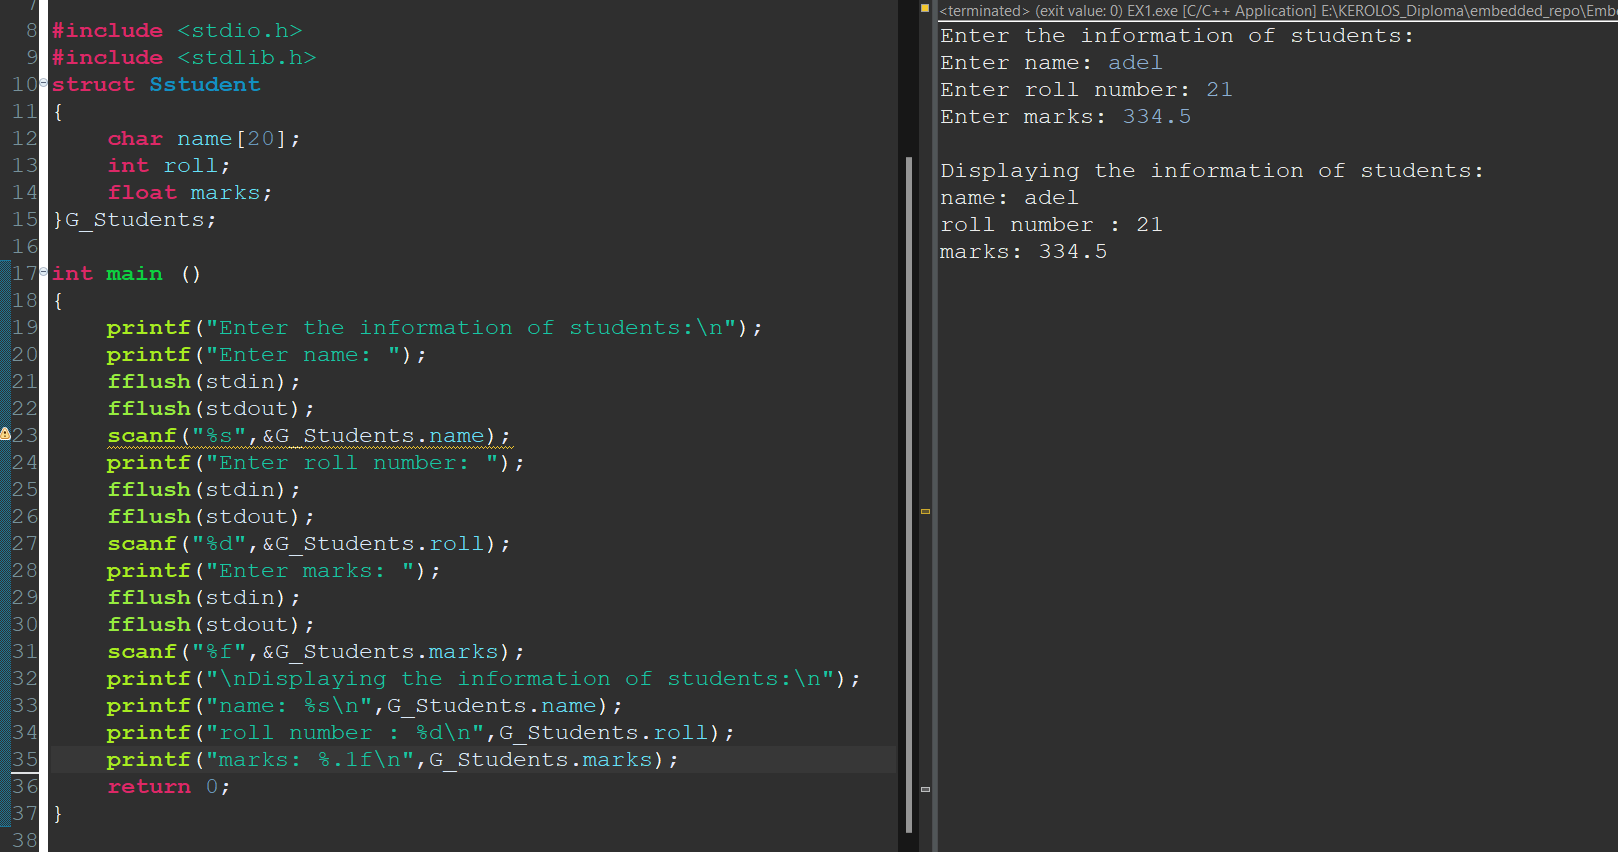 7
8 #include <stdio.h>
9 #include <stdlib.h>
10 struct Sstudent
11 {
12     char name[20];
13     int roll;
14     float marks;
15 }G_Students;
16
17 int main ()
18 {
19     printf("Enter the information of students:\n");
20     printf("Enter name: ");
21     fflush(stdin);
22     fflush(stdout);
23     scanf("%s",&G_Students.name);
24     printf("Enter roll number: ");
25     fflush(stdin);
26     fflush(stdout);
27     scanf("%d",&G_Students.roll);
28     printf("Enter marks: ");
29     fflush(stdin);
30     fflush(stdout);
31     scanf("%f",&G_Students.marks);
32     printf("\nDisplaying the information of students:\n");
33     printf("name: %s\n",G_Students.name);
34     printf("roll number : %d\n",G_Students.roll);
35     printf("marks: %.1f\n",G_Students.marks);
36     return 0;
37 }
38
<terminated> (exit value: 0) EX1.exe [C/C++ Application] E:\KEROLOS_Diploma\embedded_repo\Embe
Enter the information of students:
Enter name: adel
Enter roll number: 21
Enter marks: 334.5

Displaying the information of students:
name: adel
roll number : 21
marks: 334.5